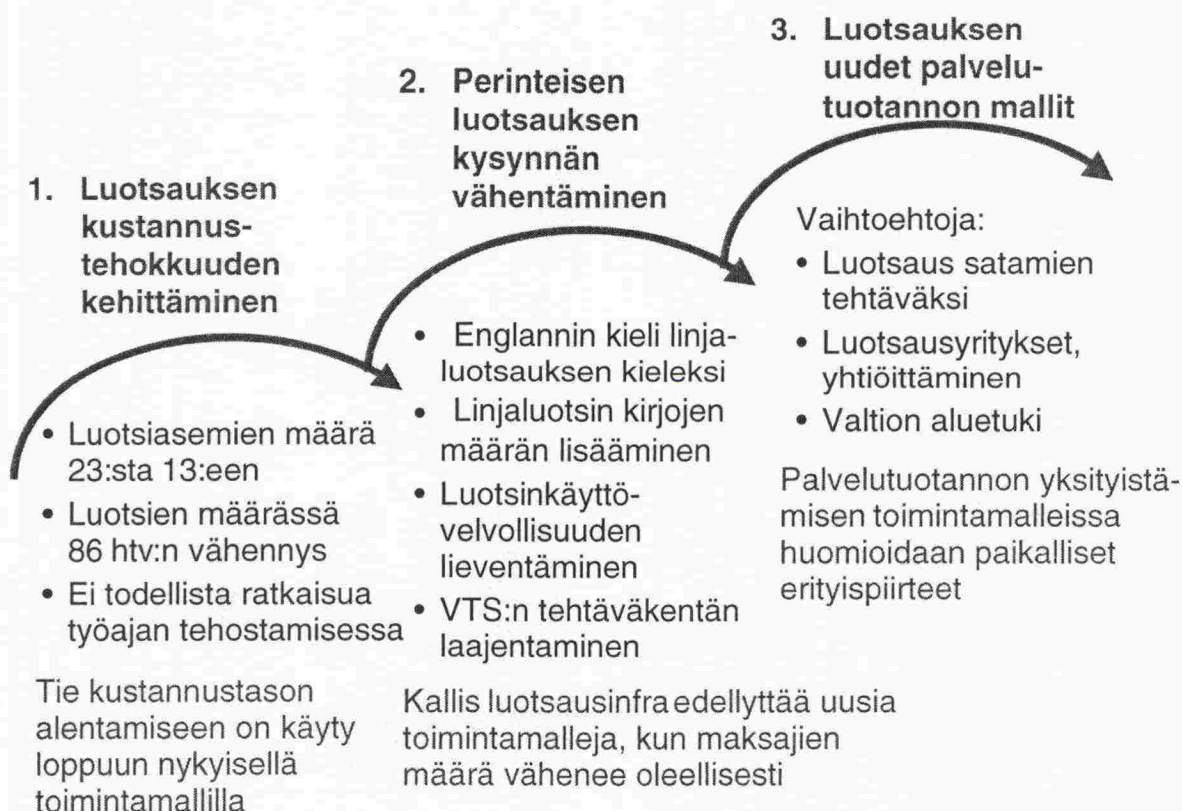 1. Luotsauksen
kustannus-
tehokkuuden
kehittäminen
• Luotsiasemien määrä
23:sta 13:een
• Luotsien määrässä
86 htv:n vähennys
• Ei todellista ratkaisua
työajan tehostamisessa
Tie kustannustason
alentamiseen on käyty
loppuun nykyisellä
toimintamallilla
2. Perinteisen
luotsauksen
kysynnän
vähentäminen
• Englannin kieli linja-
luotsauksen kieleksi
• Linjaluotsin kirjojen
määrän lisääminen
• Luotsinkäyttö-
velvollisuuden
lieventäminen
• VTS:n tehtäväkentän
laajentaminen
Kallis luotsausinfra edellyttää uusia
toimintamalleja, kun maksajien
määrä vähenee oleellisesti
3. Luotsauksen
uudet palvelu-
tuotannon mallit
Vaihtoehtoja:
• Luotsaus satamien
tehtäväksi
• Luotsausyritykset,
yhtiöittäminen
• Valtion aluetuki
Palvelutuotannon yksityistä-
misen toimintamalleissa
huomioidaan paikalliset
erityispiirteet